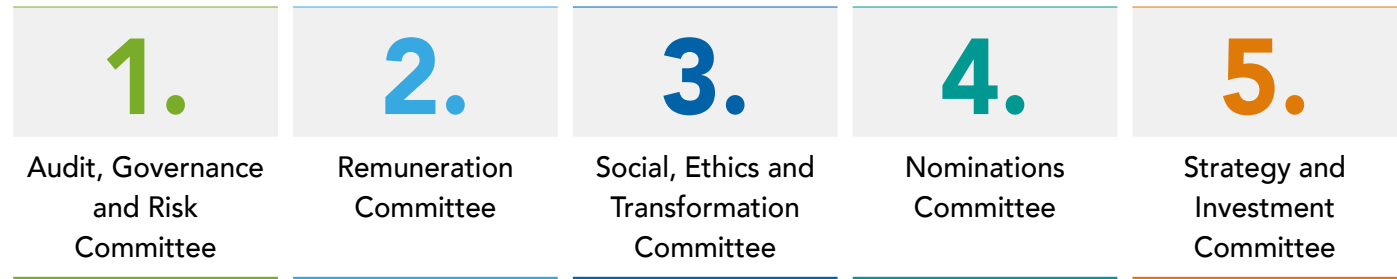 1.
Audit, Governance
and Risk
Committee
2.
Remuneration
Committee
3.
Social, Ethics and
Transformation
Committee
4.
Nominations
Committee
5.
Strategy and
Investment
Committee